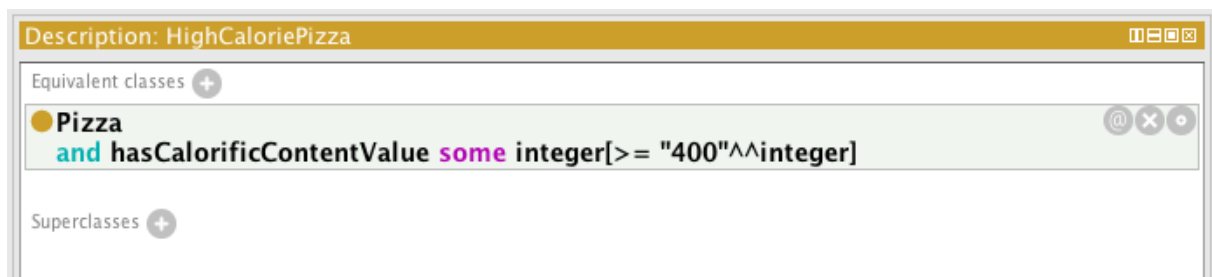 Description: HighCaloriePizza
Equivalent classes
Pizza
and hasCalorificContentValue some integer[>= "400"^^integer]
Superclasses